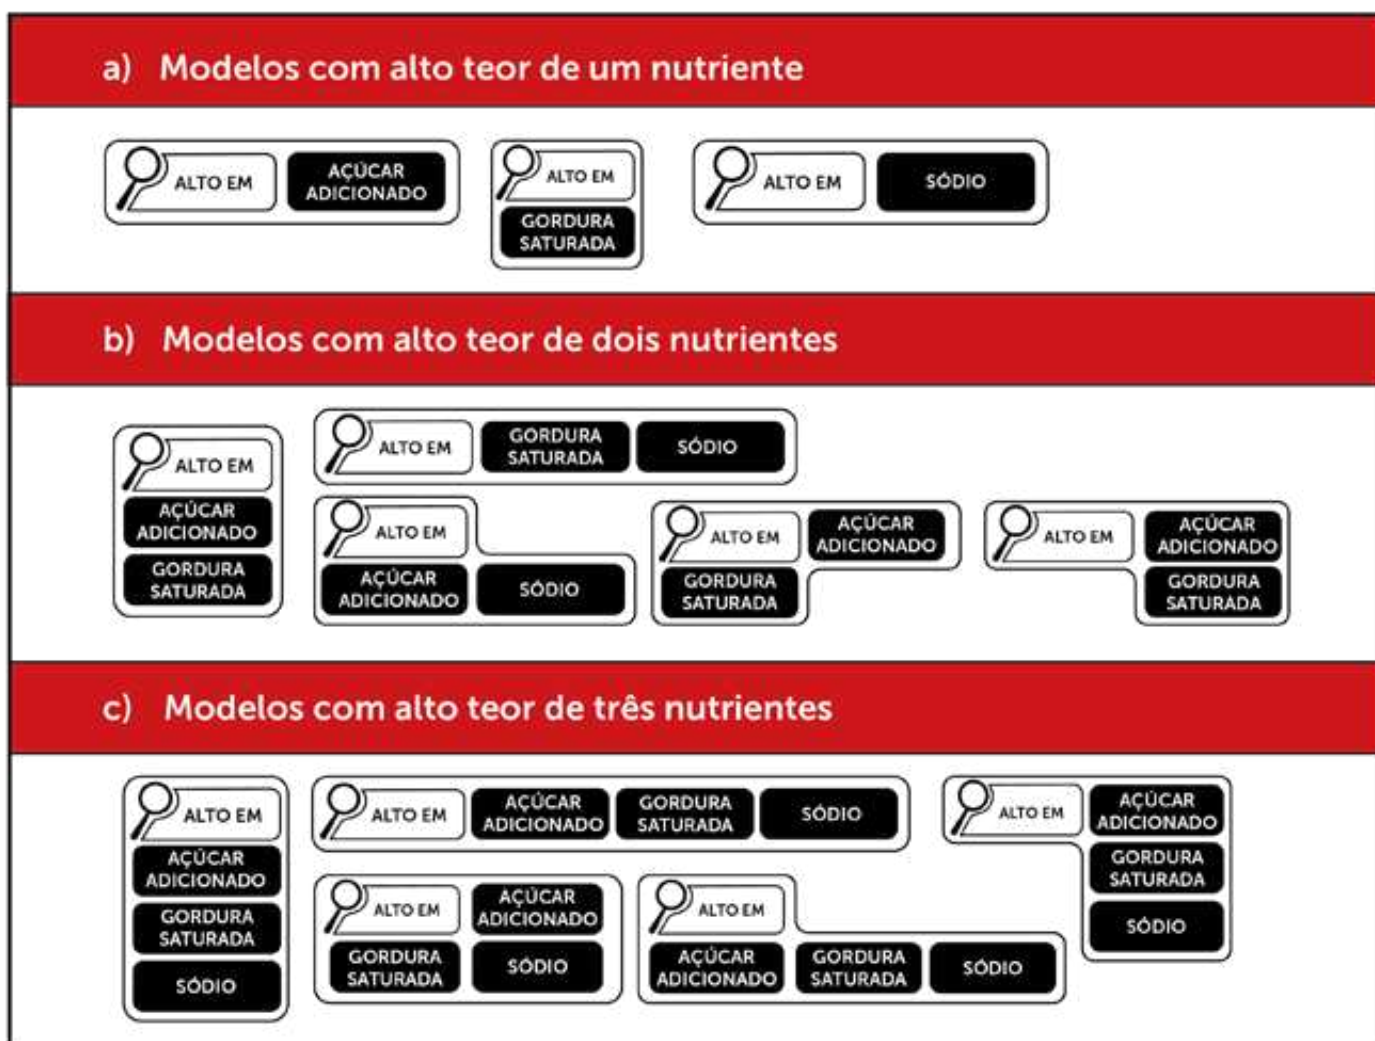 a) Modelos com alto teor de um nutriente
ALTO EM
AÇÚCAR
ADICIONADO
ALTO EM
GORDURA
SATURADA
ALTO EM
SÓDIO
b) Modelos com alto teor de dois nutrientes
ALTO EM
AÇÚCAR
ADICIONADO
GORDURA
SATURADA
ALTO EM
GORDURA
SATURADA
SÓDIO
ALTO EM
AÇÚCAR
ADICIONADO
SÓDIO
ALTO EM
AÇÚCAR
ADICIONADO
GORDURA
SATURADA
ALTO EM
AÇÚCAR
ADICIONADO
GORDURA
SATURADA
c) Modelos com alto teor de três nutrientes
ALTO EM
AÇÚCAR
ADICIONADO
GORDURA
SATURADA
SÓDIO
ALTO EM
AÇÚCAR
ADICIONADO
GORDURA
SATURADA
SÓDIO
ALTO EM
AÇÚCAR
ADICIONADO
GORDURA
SATURADA
SÓDIO
ALTO EM
AÇÚCAR
ADICIONADO
GORDURA
SATURADA
SÓDIO
ALTO EM
AÇÚCAR
ADICIONADO
GORDURA
SATURADA
SÓDIO